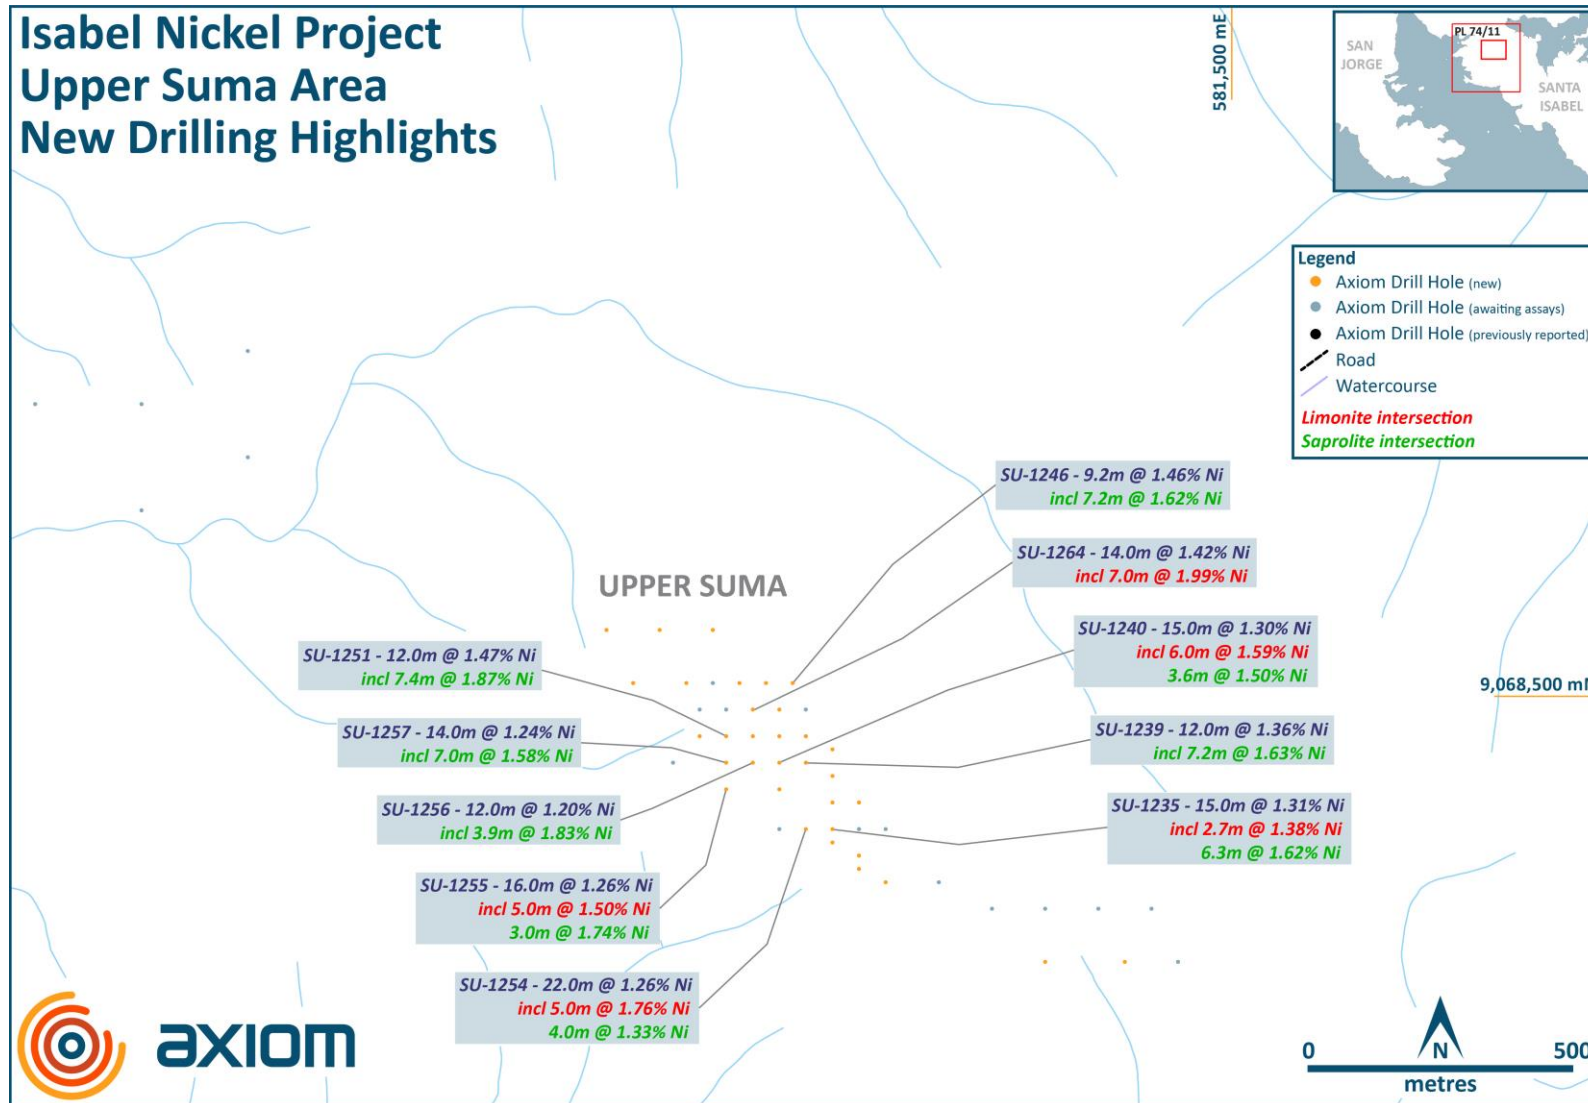 Isabel Nickel Project
Upper Suma Area
New Drilling Highlights
581,500 mE
PL 74/11
SAN
JORGE
SANTA
ISABEL
Legend
Axiom Drill Hole (new)
Axiom Drill Hole (awaiting assays)
Axiom Drill Hole (previously reported)
Road
Watercourse
Limonite intersection
Saprolite intersection
SU-1246 - 9.2m @ 1.46% Ni
incl 7.2m @ 1.62% Ni
SU-1264 - 14.0m @ 1.42% Ni
incl 7.0m @ 1.99% Ni
UPPER SUMA
SU-1240 - 15.0m @ 1.30% Ni
incl 6.0m @ 1.59% Ni
3.6m @ 1.50% Ni
SU-1251 - 12.0m @ 1.47% Ni
incl 7.4m @ 1.87% Ni
9,068,500 m
SU-1257 - 14.0m @ 1.24% Ni
incl 7.0m @ 1.58% Ni
SU-1239 - 12.0m @ 1.36% Ni
incl 7.2m @ 1.63% Ni
SU-1256 - 12.0m @ 1.20% Ni
incl 3.9m @ 1.83% Ni
SU-1235 - 15.0m @ 1.31% Ni
incl 2.7m @ 1.38% Ni
6.3m @ 1.62% Ni
SU-1255 - 16.0m @ 1.26% Ni
incl 5.0m @ 1.50% Ni
3.0m @ 1.74% Ni
SU-1254 - 22.0m @ 1.26% Ni
incl 5.0m @ 1.76% Ni
4.0m @ 1.33% Ni
axiom
0 N 500
metres